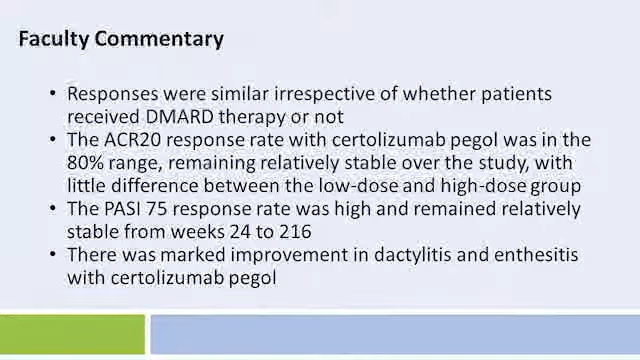 Faculty Commentary
• Responses were similar irrespective of whether patients
received DMARD therapy or not
• The ACR20 response rate with certolizumab pegol was in the
80% range, remaining relatively stable over the study, with
little difference between the low-dose and high-dose group
• The PASI 75 response rate was high and remained relatively
stable from weeks 24 to 216
• There was marked improvement in dactylitis and enthesitis
with certolizumab pegol